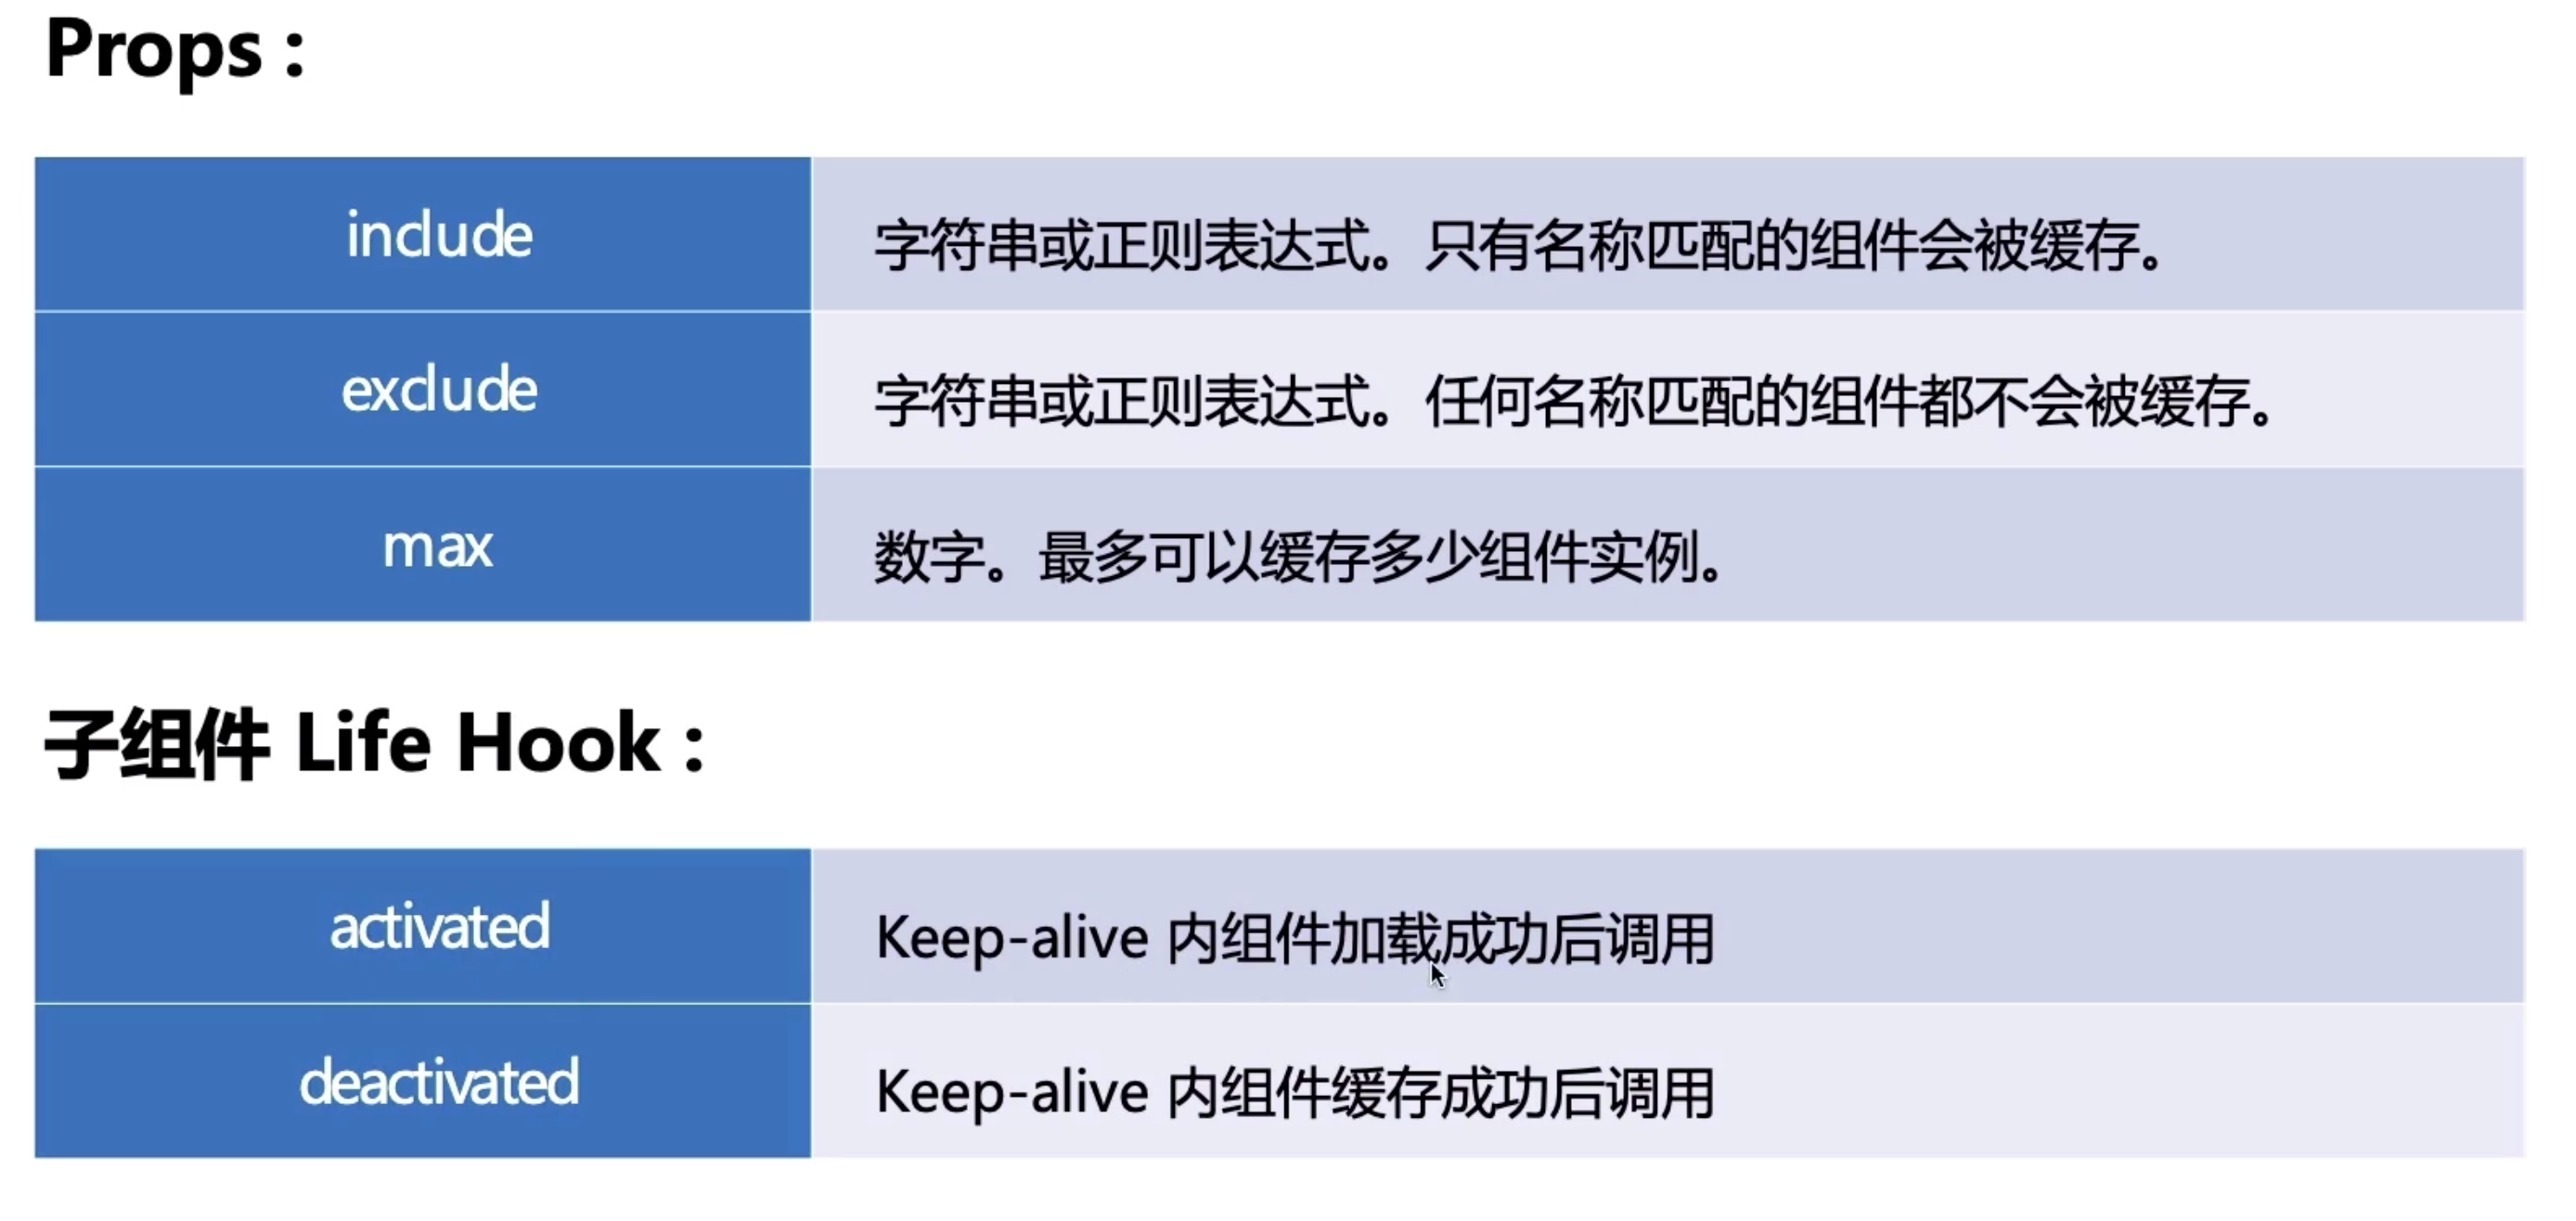 Props :
include
字符串或正则表达式。只有名称匹配的组件会被缓存。
exclude
字符串或正则表达式。任何名称匹配的组件都不会被缓存。
max
数字。最多可以缓存多少组件实例。
子组件 Life Hook :
activated
Keep-alive 内组件加载成功后调用
deactivated
Keep-alive 内组件缓存成功后调用